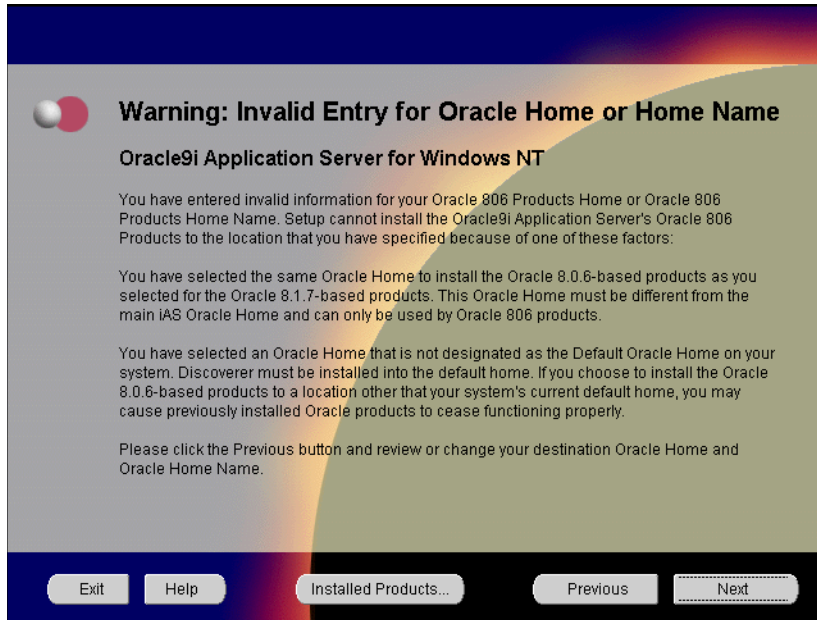 Warning: Invalid Entry for Oracle Home or Home Name
Oracle9i Application Server for Windows NT
You have entered invalid information for your Oracle 806 Products Home or Oracle 806
Products Home Name. Setup cannot install the Oracle9i Application Server's Oracle 806
Products to the location that you have specified because of one of these factors:
You have selected the same Oracle Home to install the Oracle 8.0.6-based products as you
selected for the Oracle 8.1.7-based products. This Oracle Home must be different from the
main iAS Oracle Home and can only be used by Oracle 806 products.
You have selected an Oracle Home that is not designated as the Default Oracle Home on your
system. Discoverer must be installed into the default home. If you choose to install the Oracle
8.0.6-based products to a location other that your system's current default home, you may
cause previously installed Oracle products to cease functioning properly.
Please click the Previous button and review or change your destination Oracle Home and
Oracle Home Name.
Exit Help Installed Products... Previous Next